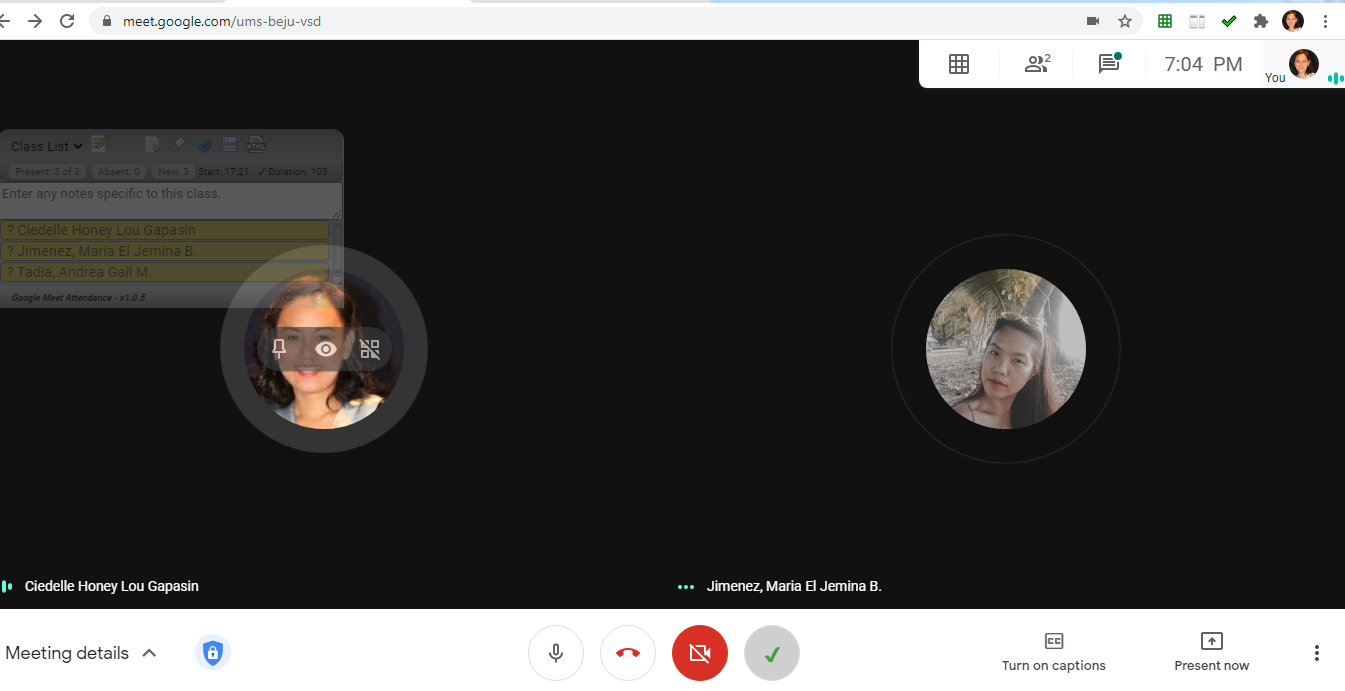 meet.google.com/ums-beju-vsd
2
7:04 PM
You
Class List
HTML
Present: 3 of 3 Absent: 0 New: 3 Start: 17:21 ✓ Duration: 103
Enter any notes specific to this class.
? Ciedelle Honey Lou Gapasin
? Jimenez, Maria El Jemina B.
? Tadia, Andrea Gail M.
Google Meet Attendance - v1.0.5
Ciedelle Honey Lou Gapasin
Jimenez, Maria El Jemina B.
Meeting details
CC
Turn on captions
Present now